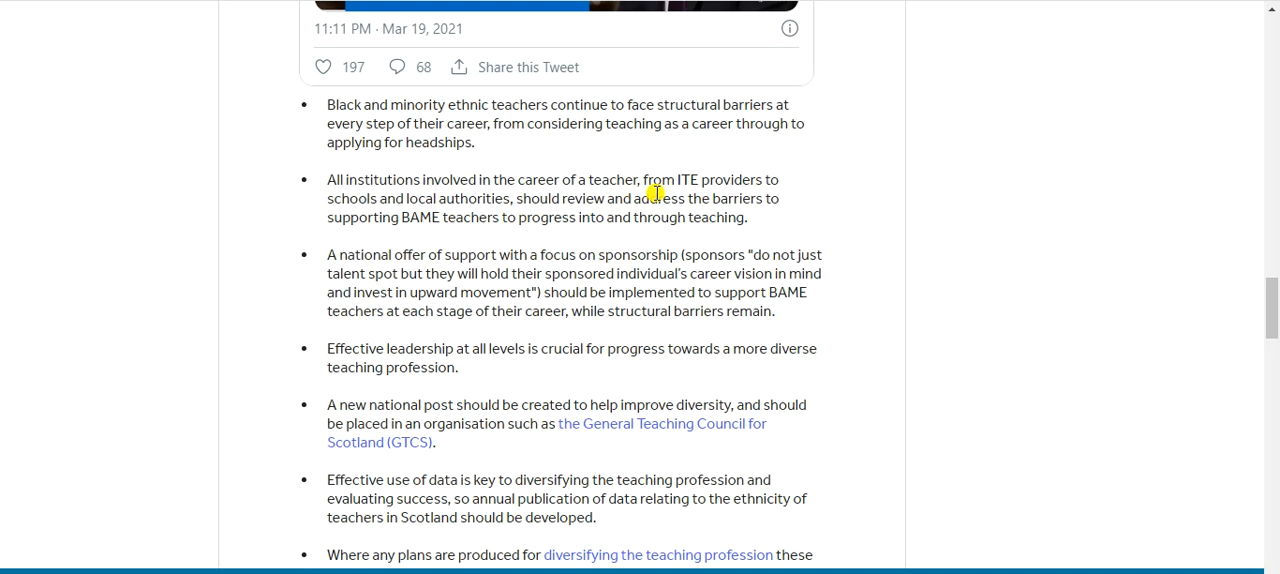 11:11 PM · Mar 19, 2021
197 68 Share this Tweet
• Black and minority ethnic teachers continue to face structural barriers at
every step of their career, from considering teaching as a career through to
applying for headships.
• All institutions involved in the career of a teacher, from ITE providers to
schools and local authorities, should review and address the barriers to
supporting BAME teachers to progress into and through teaching.
• A national offer of support with a focus on sponsorship (sponsors "do not just
talent spot but they will hold their sponsored individual's career vision in mind
and invest in upward movement") should be implemented to support BAME
teachers at each stage of their career, while structural barriers remain.
• Effective leadership at all levels is crucial for progress towards a more diverse
teaching profession.
• A new national post should be created to help improve diversity, and should
be placed in an organisation such as the General Teaching Council for
Scotland (GTCS).
• Effective use of data is key to diversifying the teaching profession and
evaluating success, so annual publication of data relating to the ethnicity of
teachers in Scotland should be developed.
• Where any plans are produced for diversifying the teaching profession these